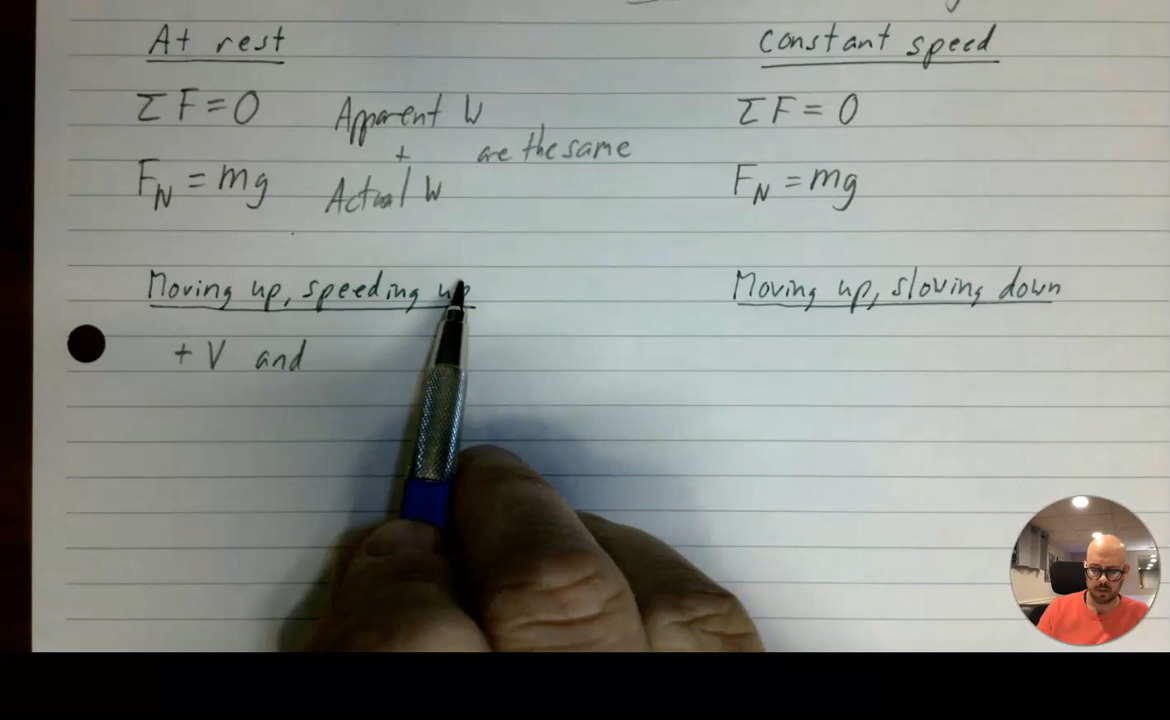 At rest
ΣF = 0
Apparent W
+
Actual W
are the same
F_N = mg
constant speed
ΣF = 0
F_N = mg
Moving up, speeding up
+ V and
Moving up, sloving down